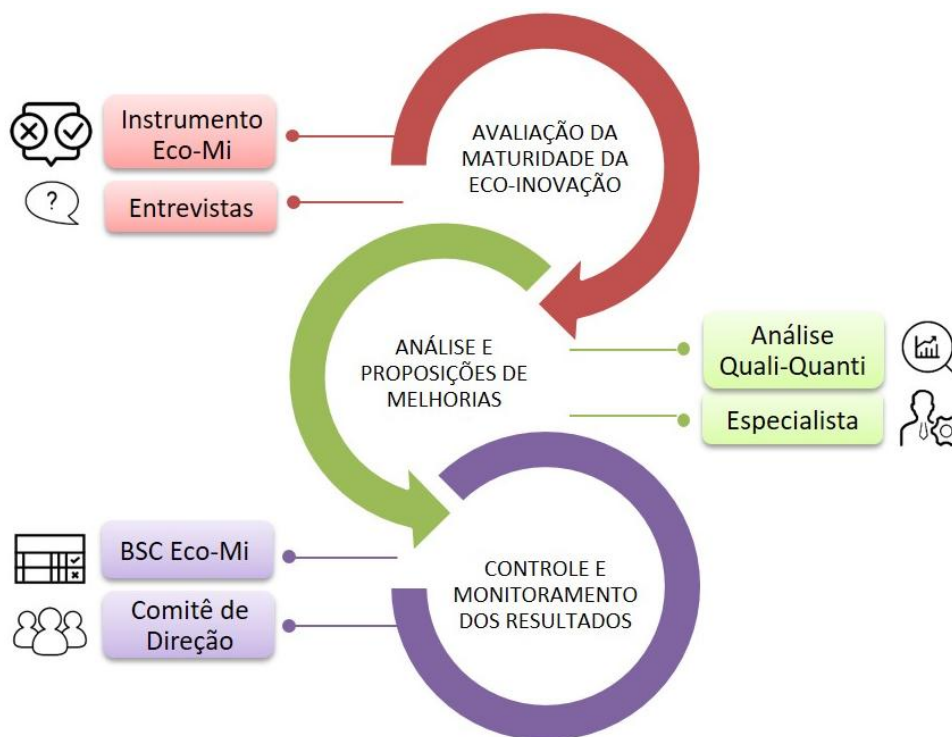 Instrumento
Eco-Mi
Entrevistas
AVALIAÇÃO DA
MATURIDADE DA
ECO-INOVAÇÃO
?
ANÁLISE E
PROPOSIÇÕES DE
MELHORIAS
Análise
Quali-Quanti
Especialista
BSC Eco-Mi
Comitê de
Direção
CONTROLE E
MONITORAMENTO
DOS RESULTADOS